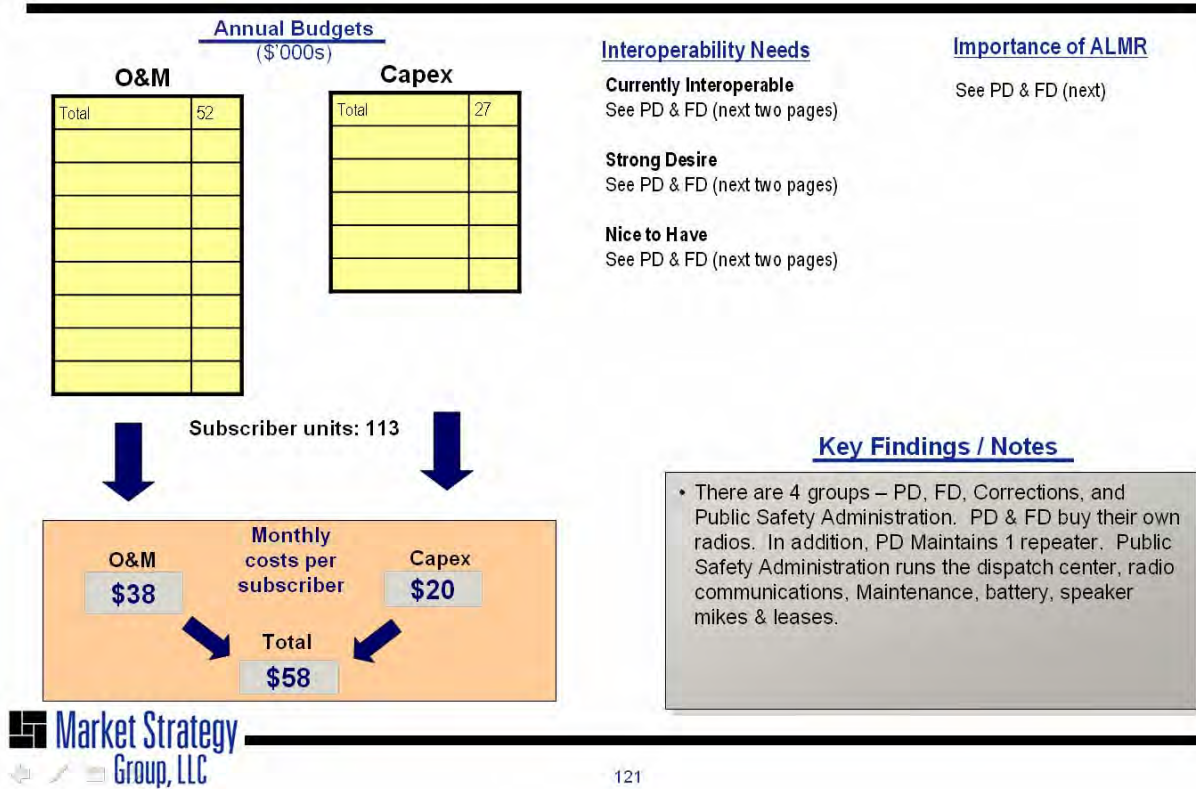 Annual Budgets
($'000s)
O&M
Total 52
Capex
Total 27
Subscriber units: 113
Monthly
costs per
subscriber
O&M
$38
Capex
$20
Total
$58
Interoperability Needs
Currently Interoperable
See PD & FD (next two pages)
Strong Desire
See PD & FD (next two pages)
Nice to Have
See PD & FD (next two pages)
Importance of ALMR
See PD & FD (next)
Key Findings / Notes
• There are 4 groups – PD, FD, Corrections, and
Public Safety Administration. PD & FD buy their own
radios. In addition, PD Maintains 1 repeater. Public
Safety Administration runs the dispatch center, radio
communications, Maintenance, battery, speaker
mikes & leases.
Market Strategy
Group, LLC
121